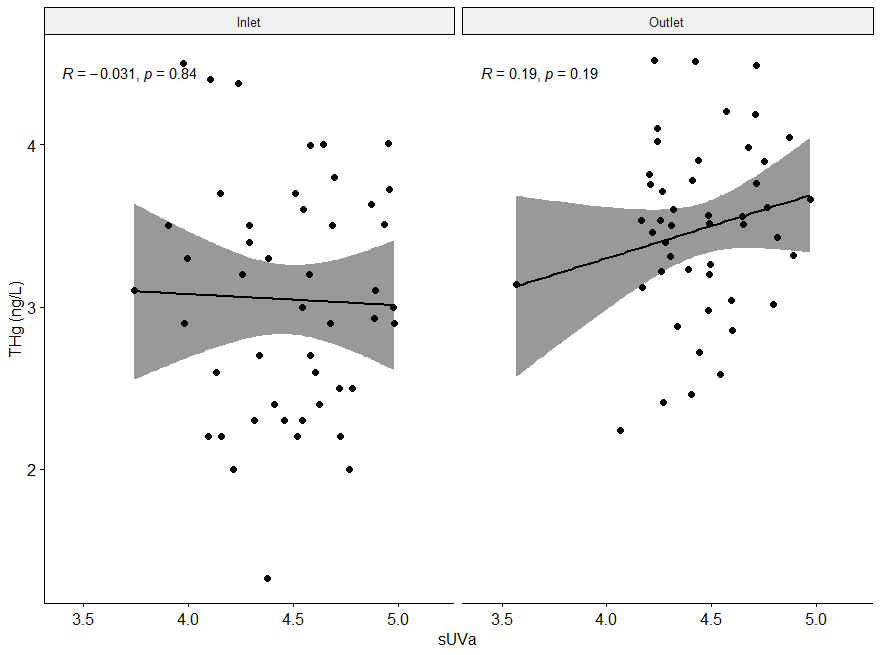 Inlet
Outlet
R = −0.031, p = 0.84
R = 0.19, p = 0.19
THg (ng/L)
4
3
2
3.5 4.0 4.5 5.0
3.5 4.0 4.5 5.0
sUVa